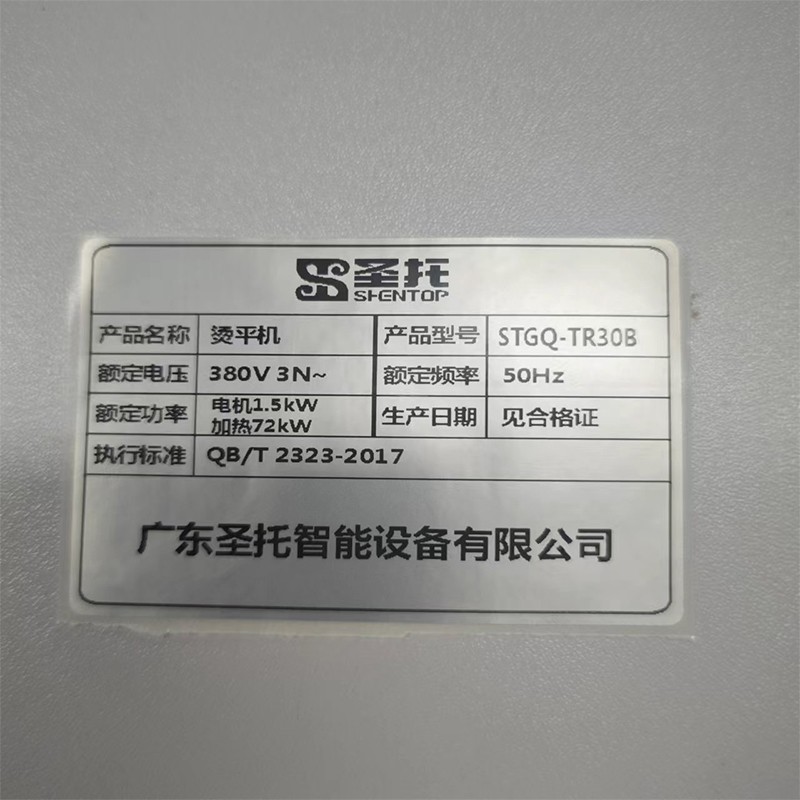 圣托
SHENTOP
产品名称 烫平机 产品型号 STGQ-TR30B
额定电压 380V 3N~ 额定频率 50Hz
额定功率 电机1.5kW 加热72kW 生产日期 见合格证
执行标准 QB/T 2323-2017
广东圣托智能设备有限公司